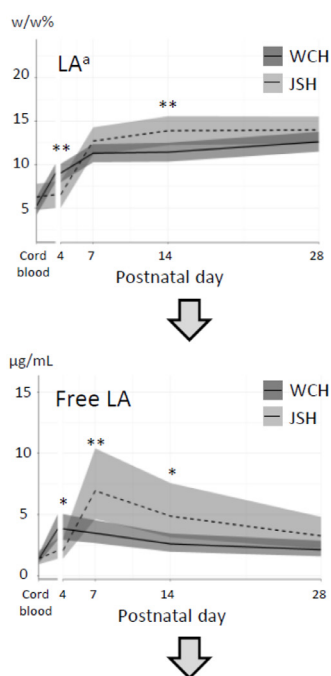 w/w%
LAᵃ
WCH
JSH
20
15
10
5
**
**
Cord blood
4
7
14
28
Postnatal day
µg/mL
Free LA
WCH
JSH
15
10
5
0
*
**
*
Cord blood
4
7
14
28
Postnatal day